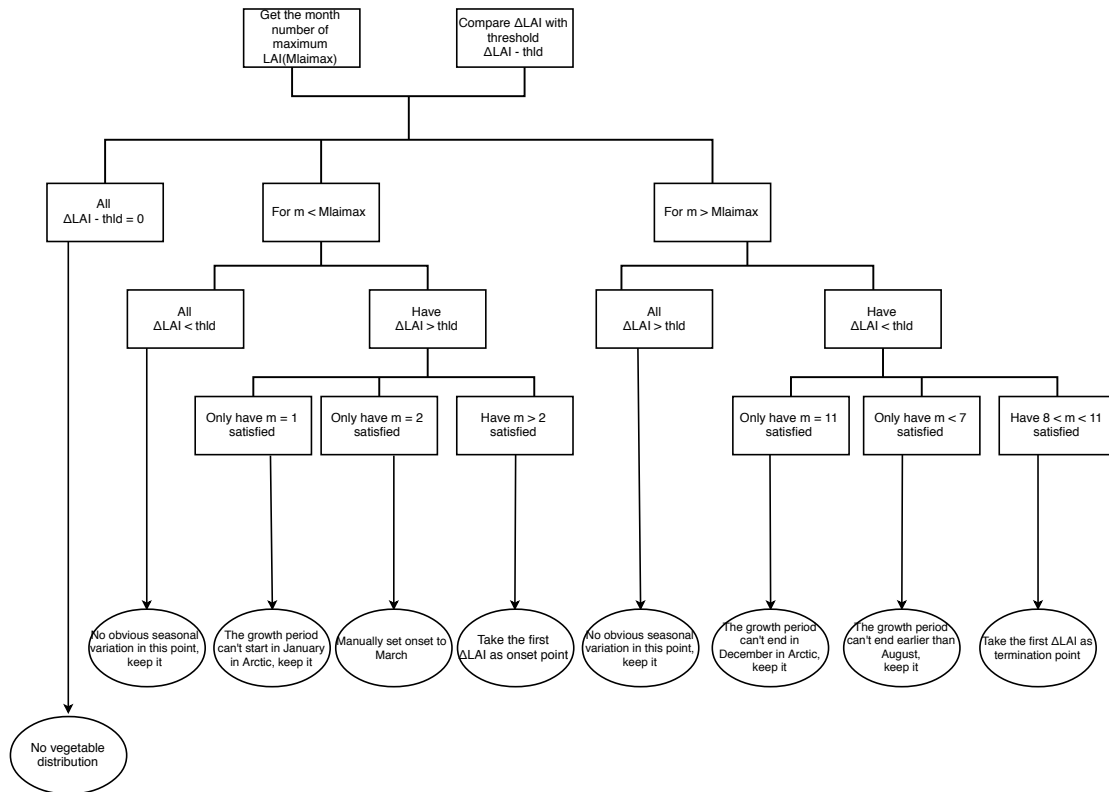 Get the month
number of
maximum
LAI(Mlaimax)
Compare ΔLAI with
threshold
ΔLAI - thld
All
ΔLAI - thld = 0
For m < Mlaimax
For m > Mlaimax
All
ΔLAI < thld
Have
ΔLAI > thld
All
ΔLAI > thld
Have
ΔLAI < thld
Only have m = 1
satisfied
Only have m = 2
satisfied
Have m > 2
satisfied
Only have m = 11
satisfied
Only have m < 7
satisfied
Have 8 < m < 11
satisfied
No obvious seasonal
variation in this point,
keep it
The growth period
can't start in January
in Arctic, keep it
Manually set onset to
March
Take the first
ΔLAI as onset point
No obvious seasonal
variation in this point,
keep it
The growth period
can't end in
December in Arctic,
keep it
The growth period
can't end earlier than
August,
keep it
Take the first ΔLAI as
termination point
No vegetable
distribution